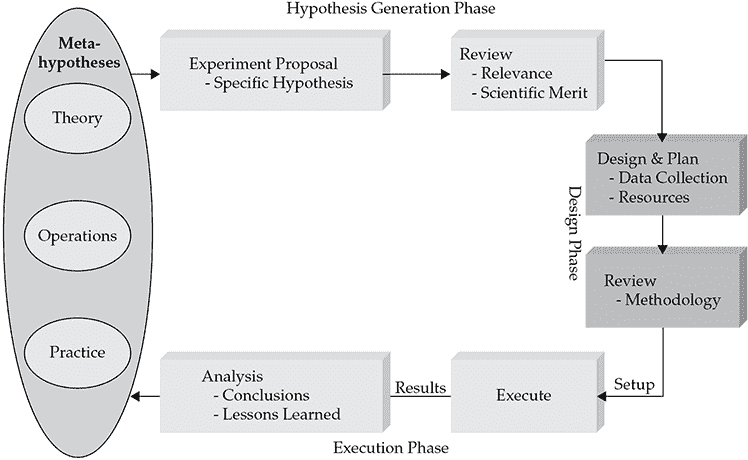 Hypothesis Generation Phase
Meta-
hypotheses
Theory
Operations
Practice
Experiment Proposal
- Specific Hypothesis
Review
- Relevance
- Scientific Merit
Design & Plan
- Data Collection
- Resources
Design Phase
Review
- Methodology
Setup
Execute
Results
Analysis
- Conclusions
- Lessons Learned
Execution Phase